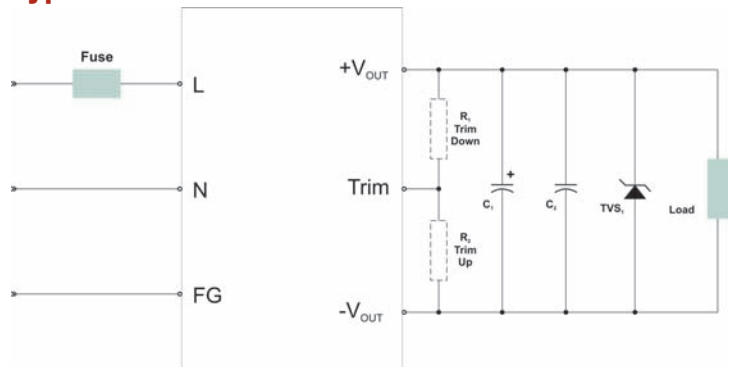 Fuse
L
N
FG
+VOUT
Trim
-VOUT
R1
Trim
Down
R2
Trim
Up
+
C1
C2
TVS1
Load